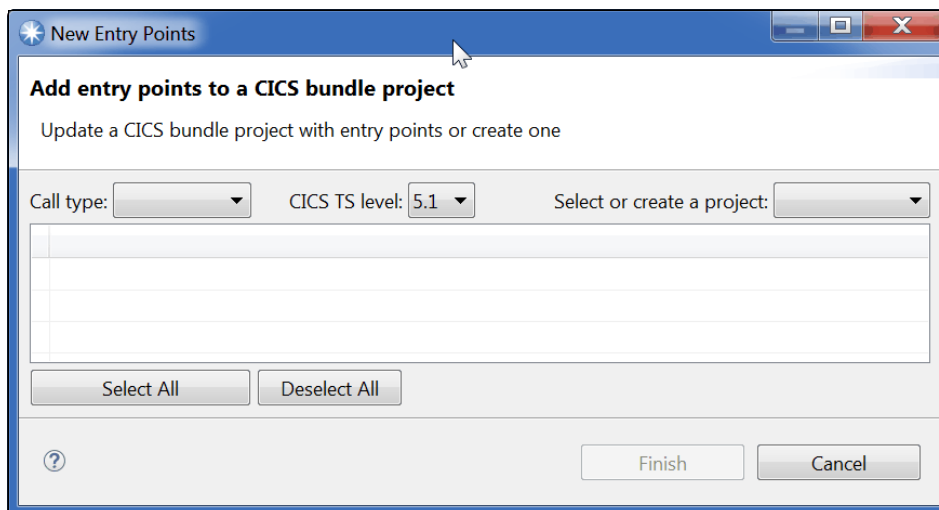 New Entry Points
Add entry points to a CICS bundle project
Update a CICS bundle project with entry points or create one
Call type: CICS TS level: 5.1 Select or create a project:
Select All Deselect All
? Finish Cancel